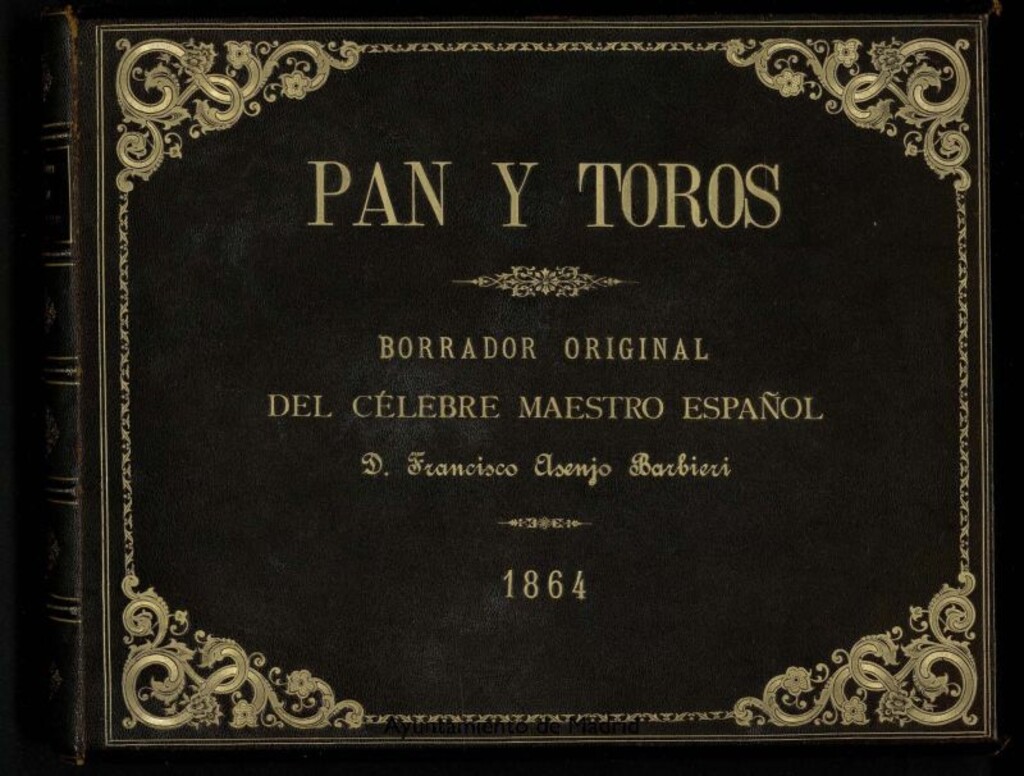 PAN Y TOROS
BORRADOR ORIGINAL
DEL CÉLEBRE MAESTRO ESPAÑOL
D. Francisco Asenjo Barbieri
1864
Ayuntamiento de Madrid